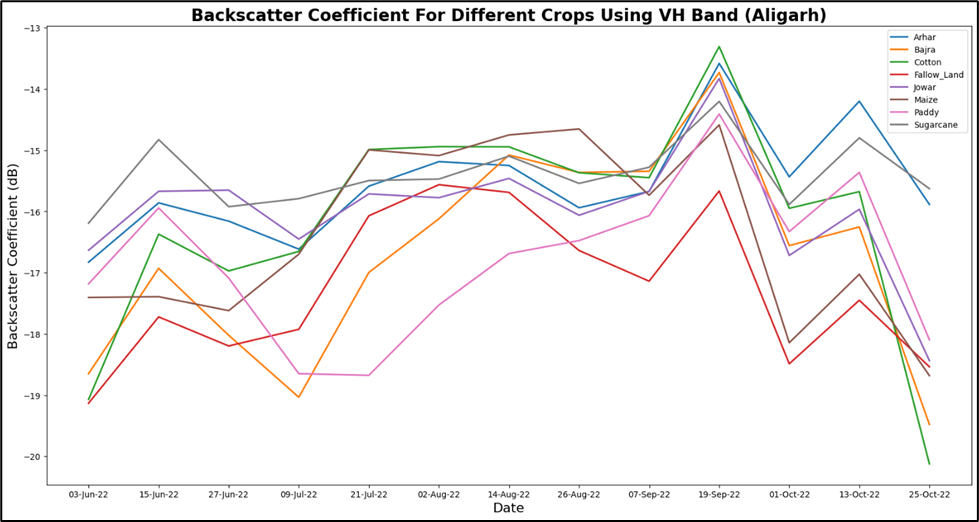 Backscatter Coefficient For Different Crops Using VH Band (Aligarh)
−13
−14
−15
−16
−17
−18
−19
−20
Backscatter Coefficient (dB)
Arhar
Bajra
Cotton
Fallow_Land
Jowar
Maize
Paddy
Sugarcane
03-Jun-22 15-Jun-22 27-Jun-22 09-Jul-22 21-Jul-22 02-Aug-22 14-Aug-22 26-Aug-22 07-Sep-22 19-Sep-22 01-Oct-22 13-Oct-22 25-Oct-22
Date